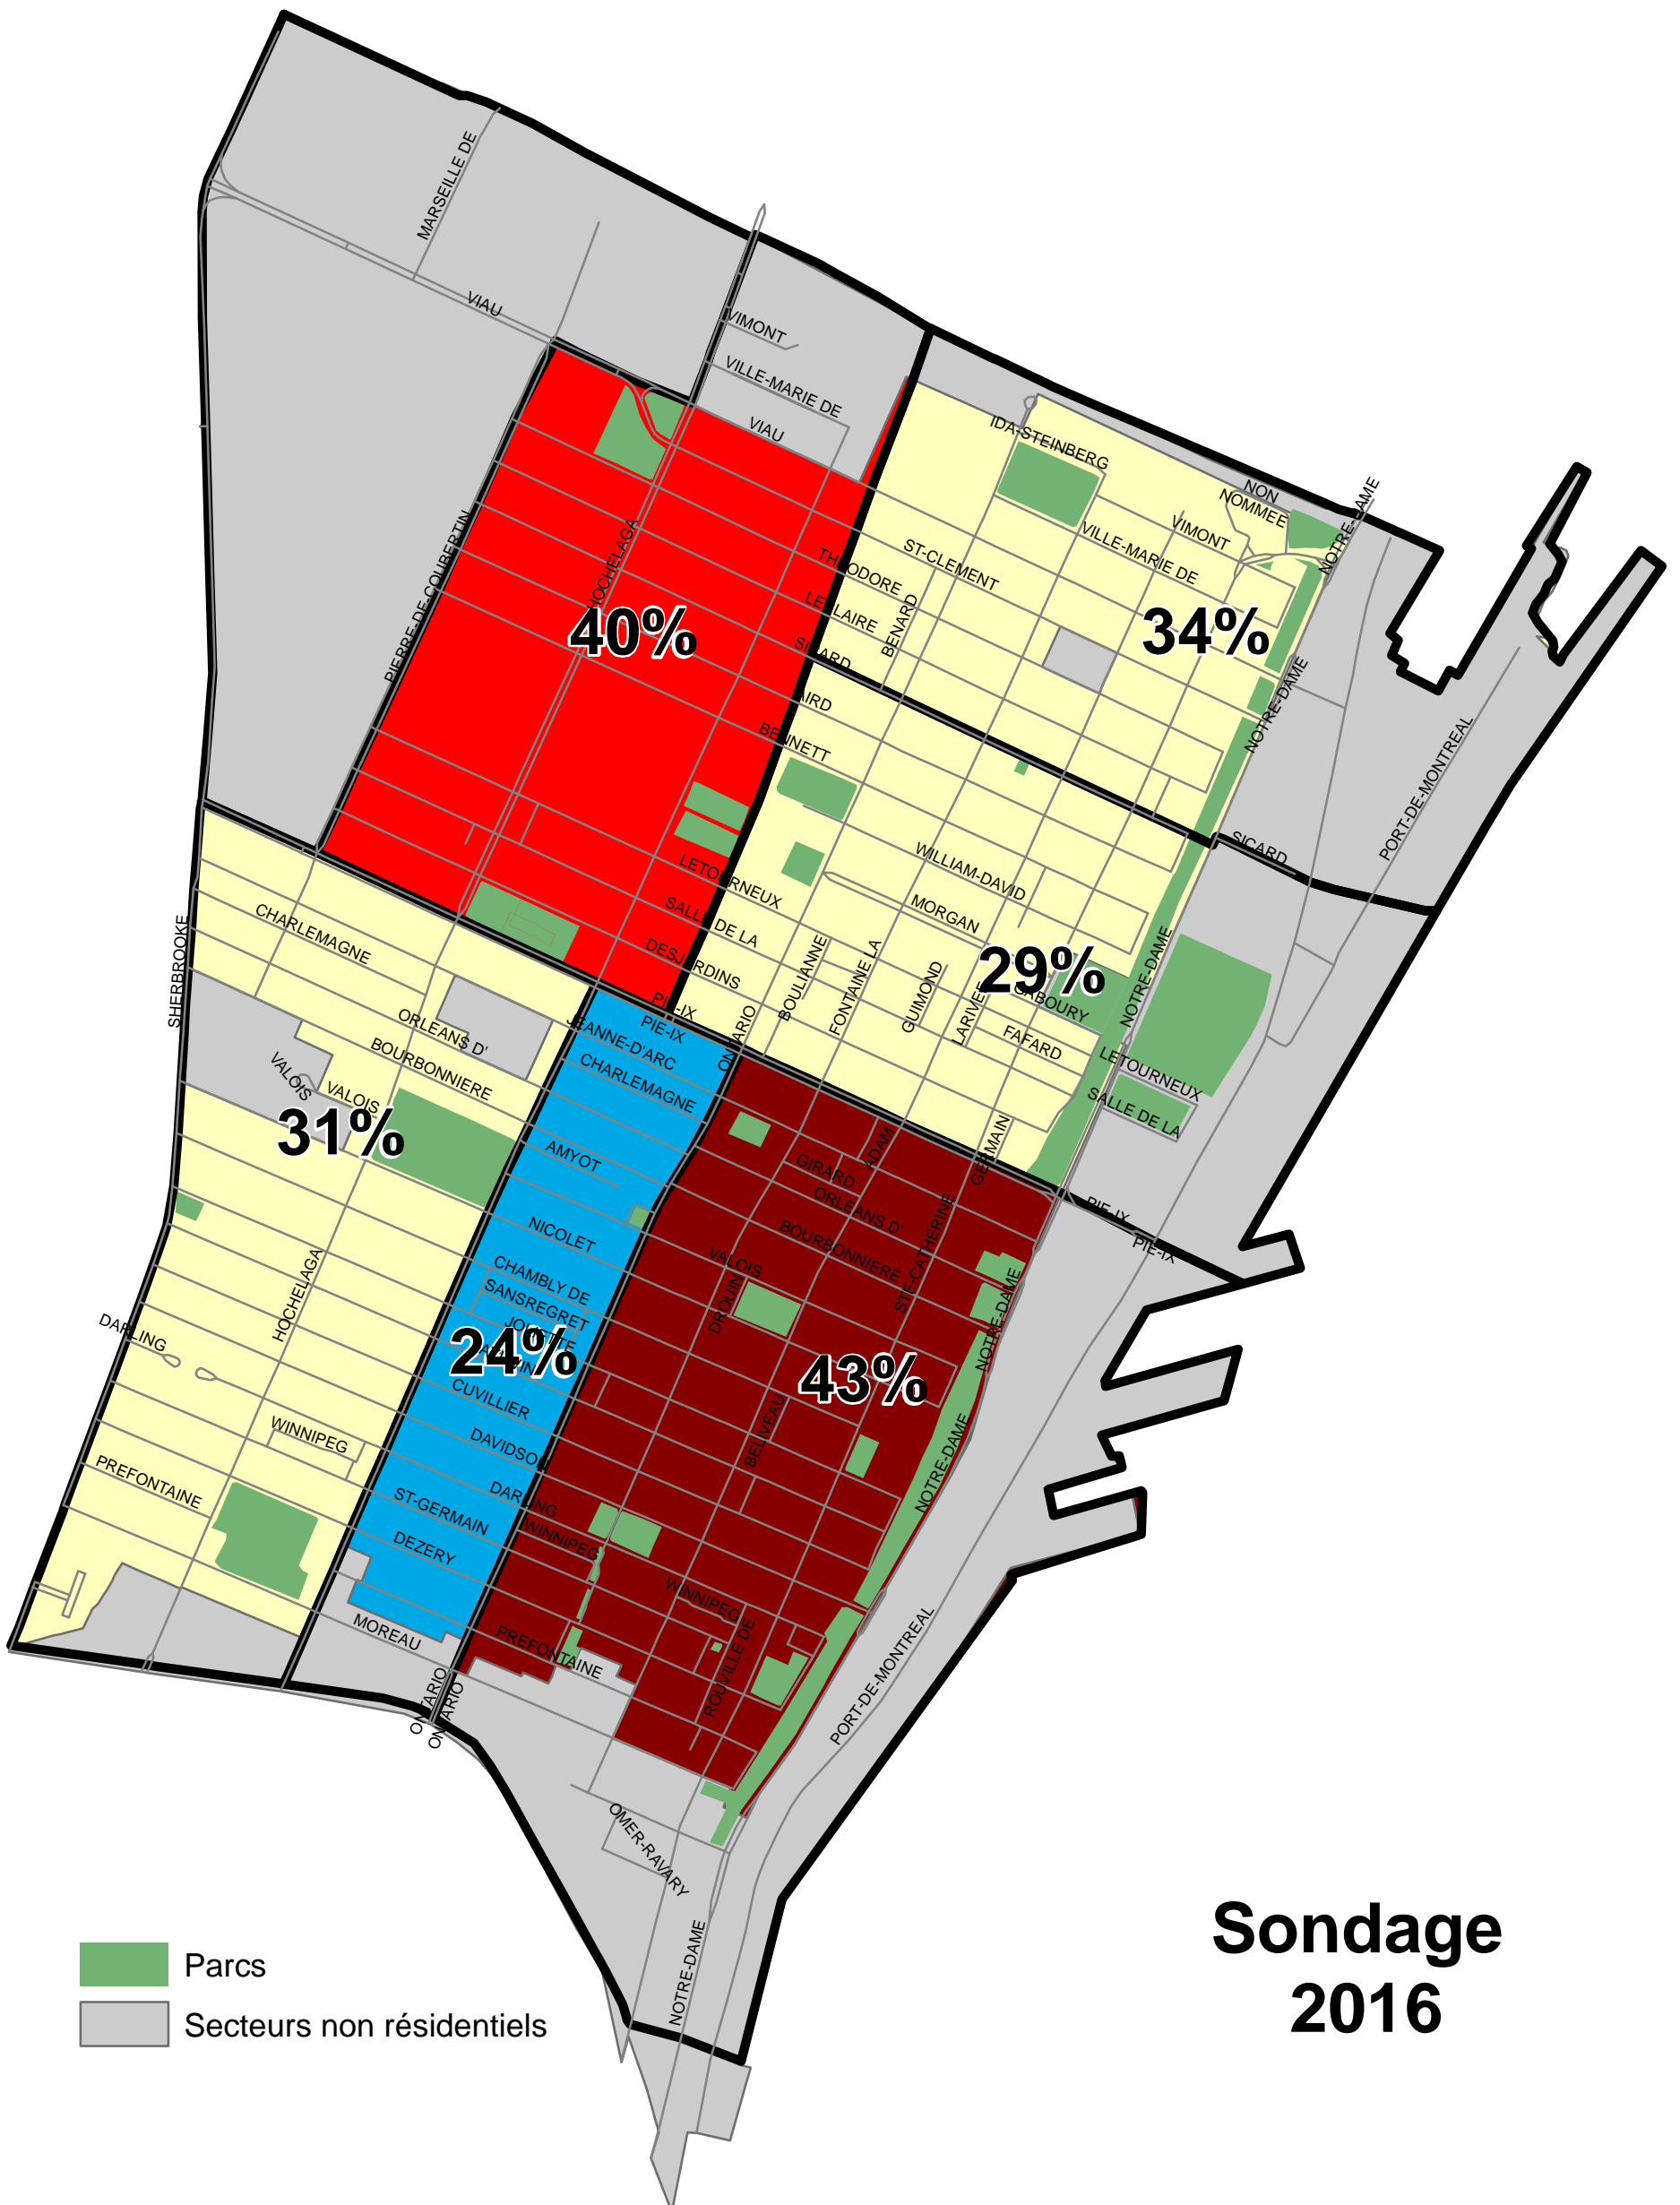 MARSEILLE DE
VIAU
VIMONT
VILLE-MARIE DE
VIAU
IDA-STEINBERG
NON
NOMMEE
NOTRE-DAME
VIMONT
VILLE-MARIE DE
ST-CLEMENT
THEODORE
LECLAIRE
BENARD
SICARD
HOCHELAGA
PIERRE-DE-COUBERTIN
40%
34%
AIRD
BENNETT
NOTRE-DAME
PORT-DE-MONTREAL
SICARD
WILLIAM-DAVID
MORGAN
LETOURNEUX
SALLE DE LA
DESJARDINS
PIE-IX
PIE-IX
ONTARIO
BOULIANNE
FONTAINE LA
GUIMOND
LARIVEE
29%
GABOURY
FAFARD
NOTRE-DAME
LETOURNEUX
SALLE DE LA
CHARLEMAGNE
SHERBROOKE
ORLEANS D'
BOURBONNIERE
VALOIS
VALOIS
31%
JEANNE-D'ARC
CHARLEMAGNE
AMYOT
NICOLET
CHAMBLY DE
SANSREGRET
JOLIETTE
24%
CUVILLIER
DAVIDSON
DARLING
WINNIPEG
ST-GERMAIN
DEZERY
ADAM
GERMAIN
GIRARD
ORLEANS D'
BOURBONNIERE
STE-CATHERINE
PIE-IX
PIE-IX
VALOIS
DROUIN
NOTRE-DAME
43%
BELIVEAU
NOTRE-DAME
HOCHELAGA
DARLING
WINNIPEG
PREFONTAINE
MOREAU
PREFONTAINE
WINNIPEG
ROUVILLE DE
PORT-DE-MONTREAL
ONTARIO
ONTARIO
OMER-RAVARY
NOTRE-DAME
Sondage
2016
Parcs
Secteurs non résidentiels